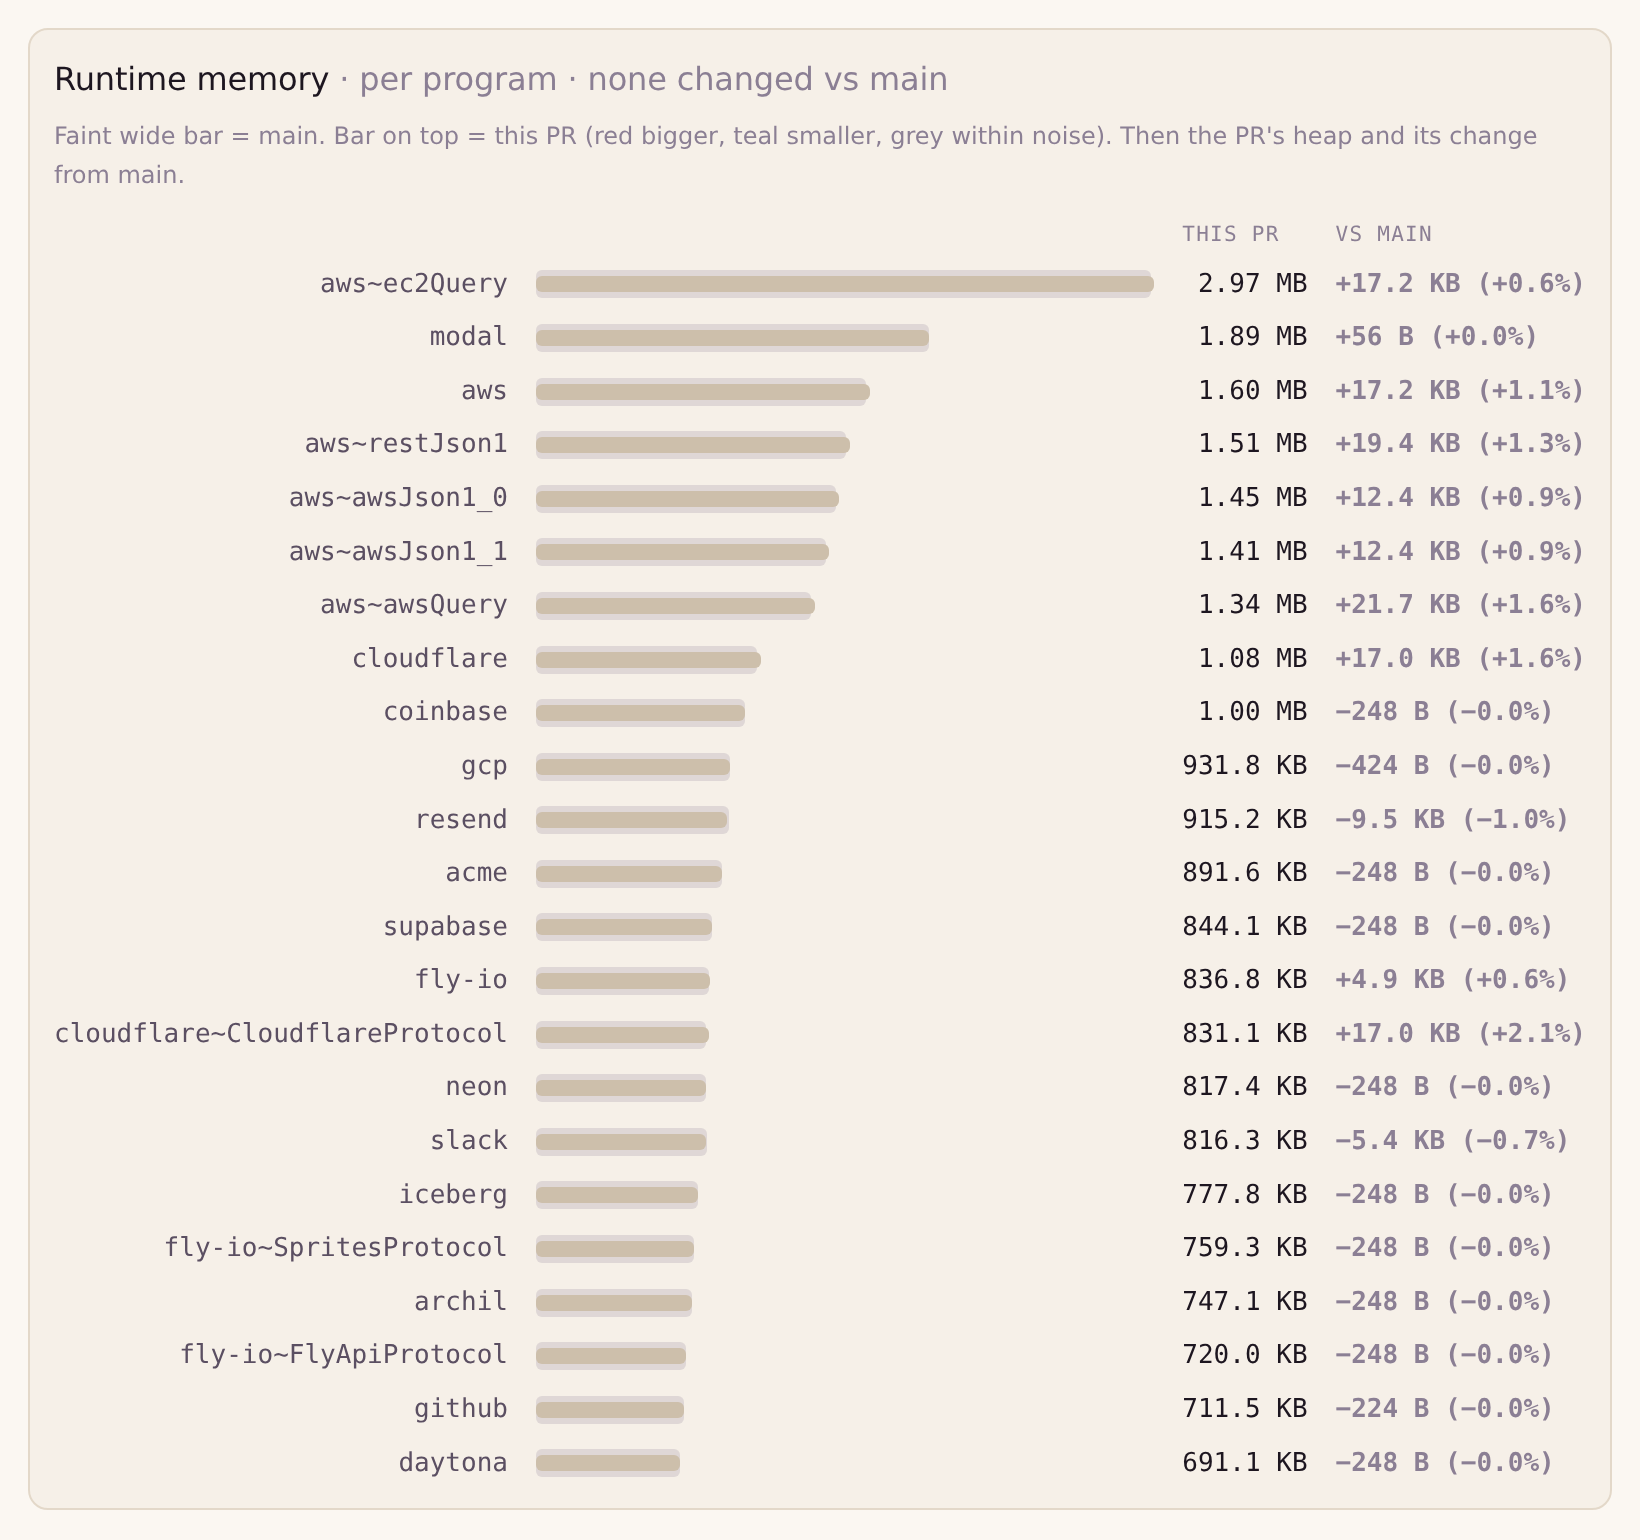 Runtime memory · per program · none changed vs main
Faint wide bar = main. Bar on top = this PR (red bigger, teal smaller, grey within noise). Then the PR's heap and its change
from main.
THIS PR VS MAIN
aws~ec2Query 2.97 MB +17.2 KB (+0.6%)
modal 1.89 MB +56 B (+0.0%)
aws 1.60 MB +17.2 KB (+1.1%)
aws~restJson1 1.51 MB +19.4 KB (+1.3%)
aws~awsJson1_0 1.45 MB +12.4 KB (+0.9%)
aws~awsJson1_1 1.41 MB +12.4 KB (+0.9%)
aws~awsQuery 1.34 MB +21.7 KB (+1.6%)
cloudflare 1.08 MB +17.0 KB (+1.6%)
coinbase 1.00 MB −248 B (−0.0%)
gcp 931.8 KB −424 B (−0.0%)
resend 915.2 KB −9.5 KB (−1.0%)
acme 891.6 KB −248 B (−0.0%)
supabase 844.1 KB −248 B (−0.0%)
fly-io 836.8 KB +4.9 KB (+0.6%)
cloudflare~CloudflareProtocol 831.1 KB +17.0 KB (+2.1%)
neon 817.4 KB −248 B (−0.0%)
slack 816.3 KB −5.4 KB (−0.7%)
iceberg 777.8 KB −248 B (−0.0%)
fly-io~SpritesProtocol 759.3 KB −248 B (−0.0%)
archil 747.1 KB −248 B (−0.0%)
fly-io~FlyApiProtocol 720.0 KB −248 B (−0.0%)
github 711.5 KB −224 B (−0.0%)
daytona 691.1 KB −248 B (−0.0%)